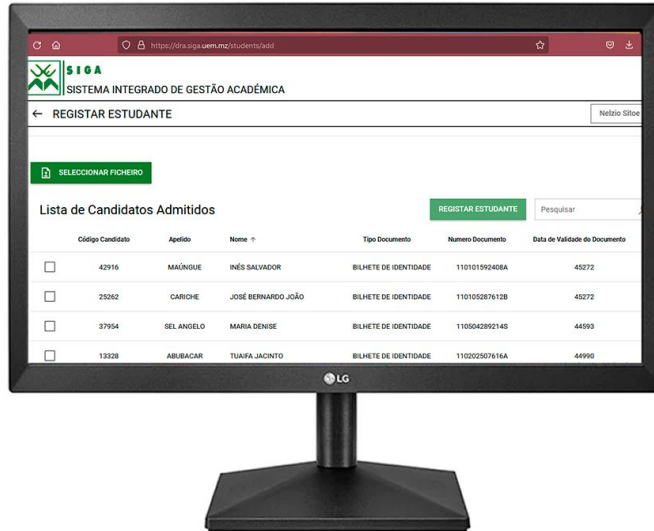 https://dra.siga.uem.mz/students/add
SIGA
SISTEMA INTEGRADO DE GESTÃO ACADÉMICA
← REGISTAR ESTUDANTE
Nelzio Sitoe
SELECCIONAR FICHEIRO
Lista de Candidatos Admitidos
REGISTAR ESTUDANTE
Pesquisar
Código Candidato Apelido Nome ↑ Tipo Documento Numero Documento Data de Validade do Documento
42916 MAÚNGUE INÉS SALVADOR BILHETE DE IDENTIDADE 110101592408A 45272
25262 CARICHE JOSÉ BERNARDO JOÃO BILHETE DE IDENTIDADE 110105287612B 45272
37954 SEL ANGELO MARIA DENISE BILHETE DE IDENTIDADE 110504289214S 44593
13328 ABUBACAR TUAIFA JACINTO BILHETE DE IDENTIDADE 110202507616A 44990
LG